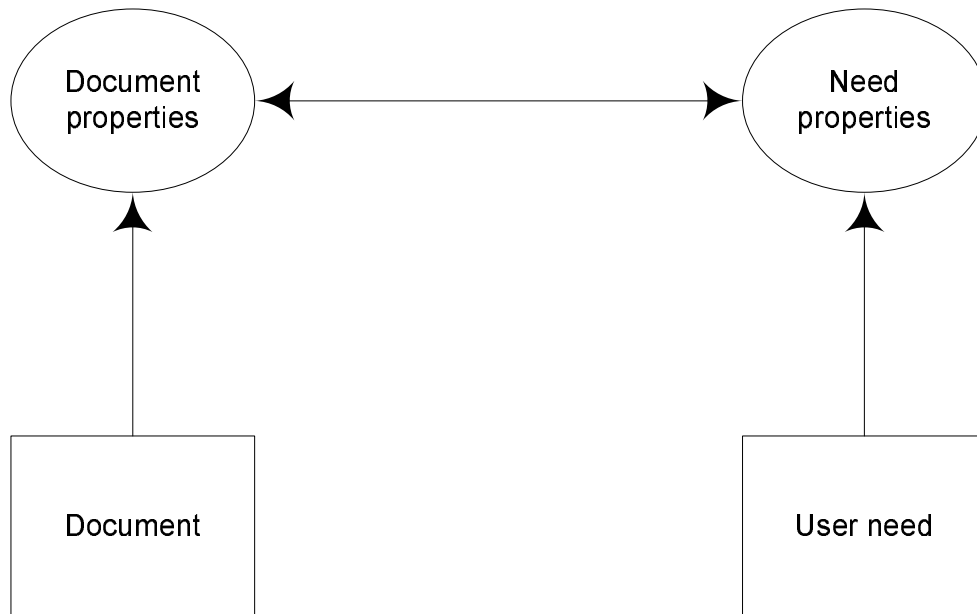 Document
properties
Need
properties
Document
User need